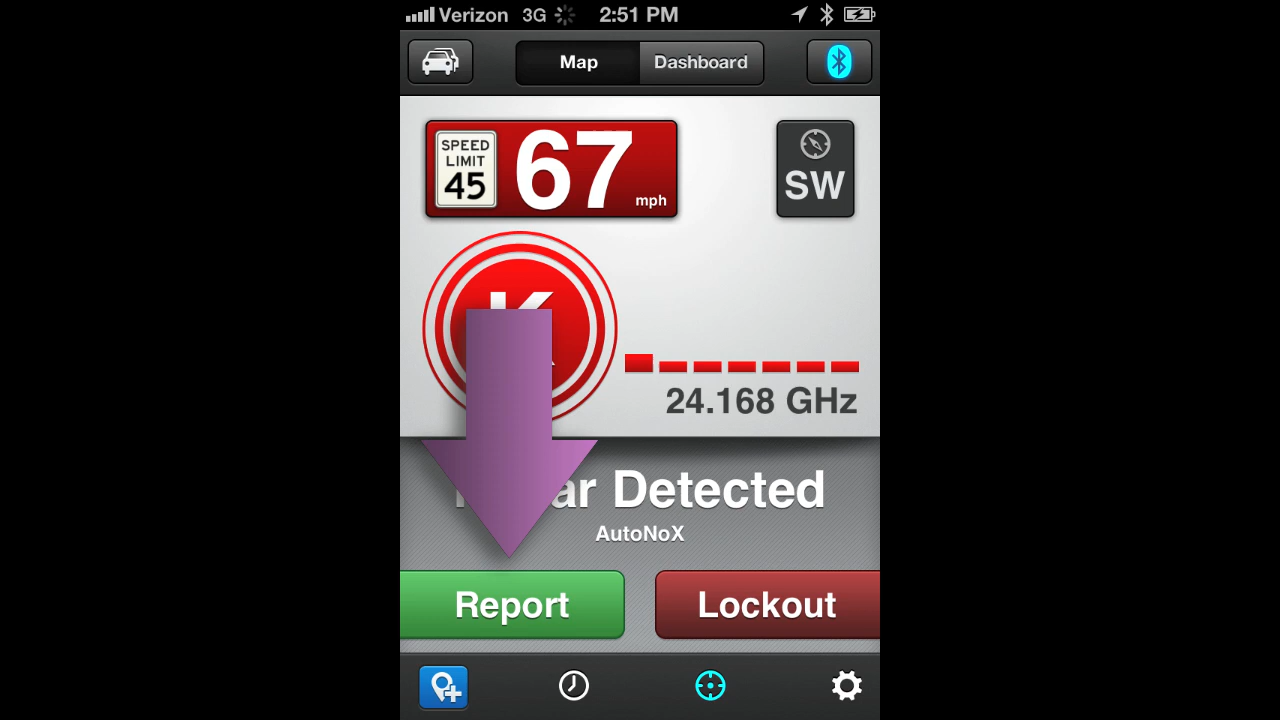 Verizon 3G 2:51 PM
Map Dashboard
SPEED
LIMIT
45
67
mph
SW
K
24.168 GHz
Detected
AutoNoX
Report Lockout